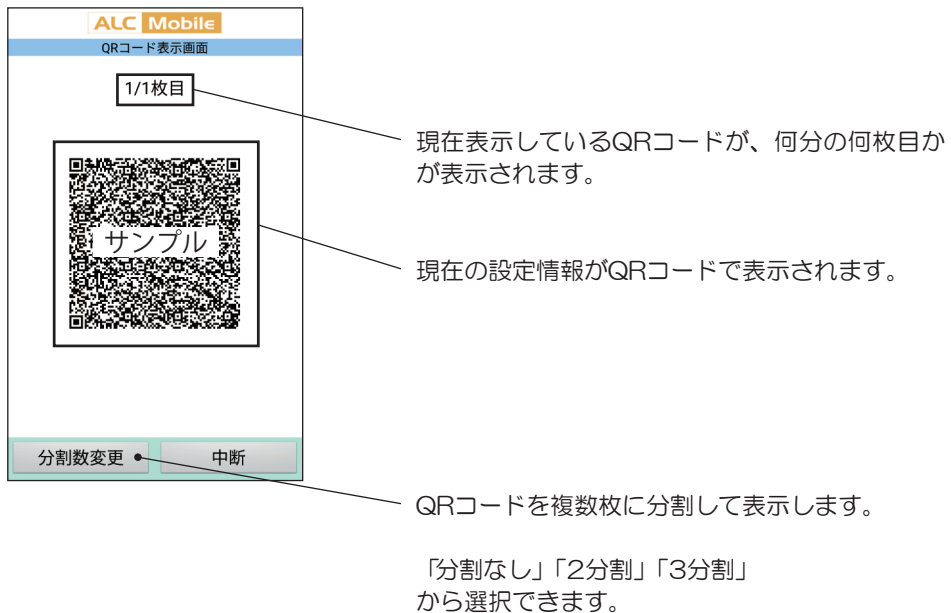 ALC Mobile
QRコード表示画面
1/1枚目
現在表示しているQRコードが、何分の何枚目か
が表示されます。
サンプル
現在の設定情報がQRコードで表示されます。
分割数変更
中断
QRコードを複数枚に分割して表示します。
「分割なし」「2分割」「3分割」
から選択できます。